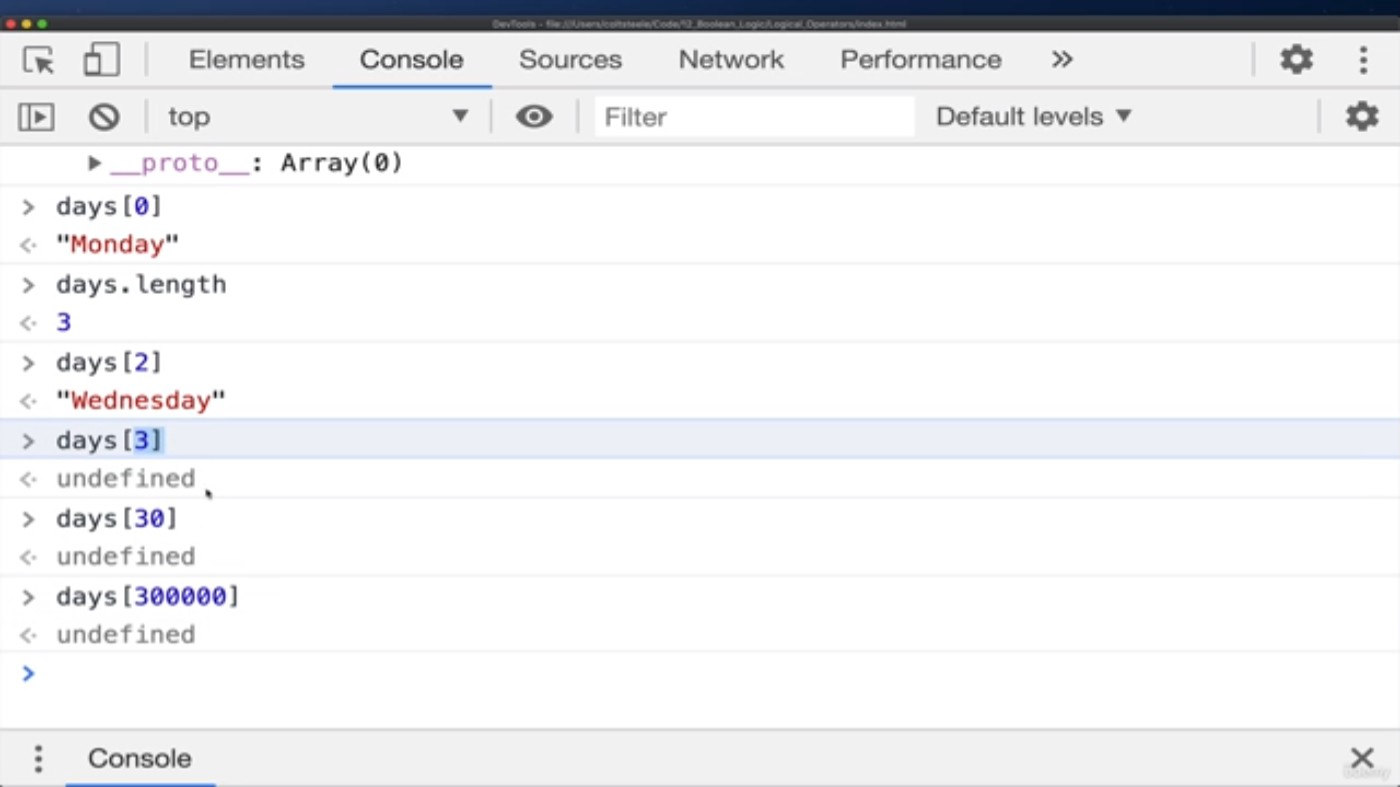 DevTools - file:///Users/coltsteele/Code/12_Boolean_Logic/Logical_Operators/index.html
Elements Console Sources Network Performance »
top ▼ Filter Default levels ▼
▶ __proto__: Array(0)
> days[0]
<· "Monday"
> days.length
<· 3
> days[2]
<· "Wednesday"
> days[3]
<· undefined
> days[30]
<· undefined
> days[300000]
<· undefined
>
Console
udemy